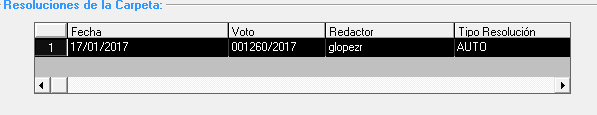 Resoluciones de la Carpeta:
Fecha Voto Redactor Tipo Resolución
1 17/01/2017 001260/2017 glopezr AUTO